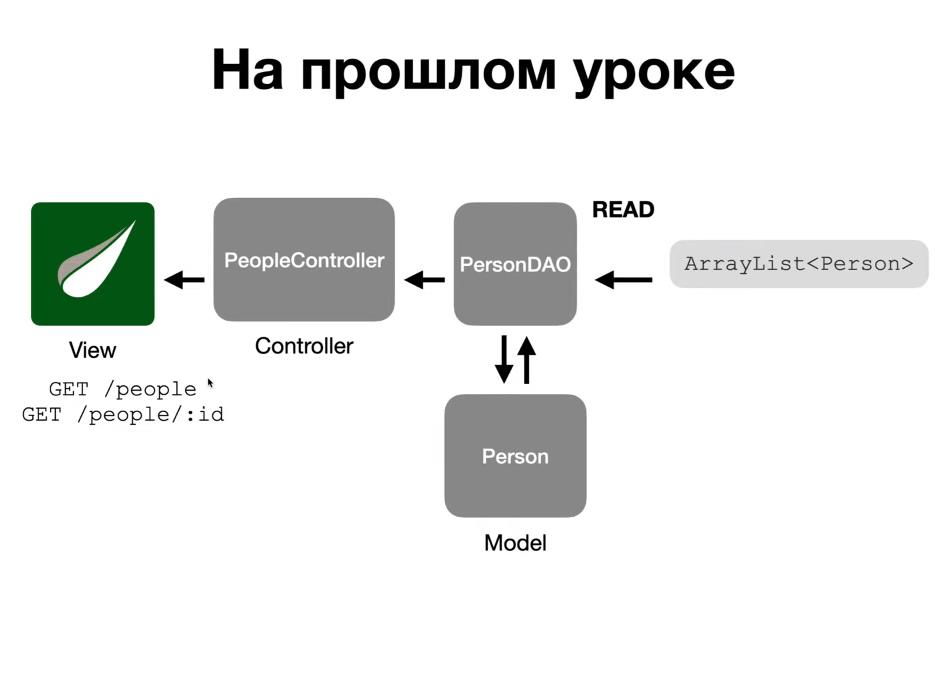 На прошлом уроке
READ
PeopleController
PersonDAO
ArrayList<Person>
View
Controller
GET /people
GET /people/:id
Person
Model